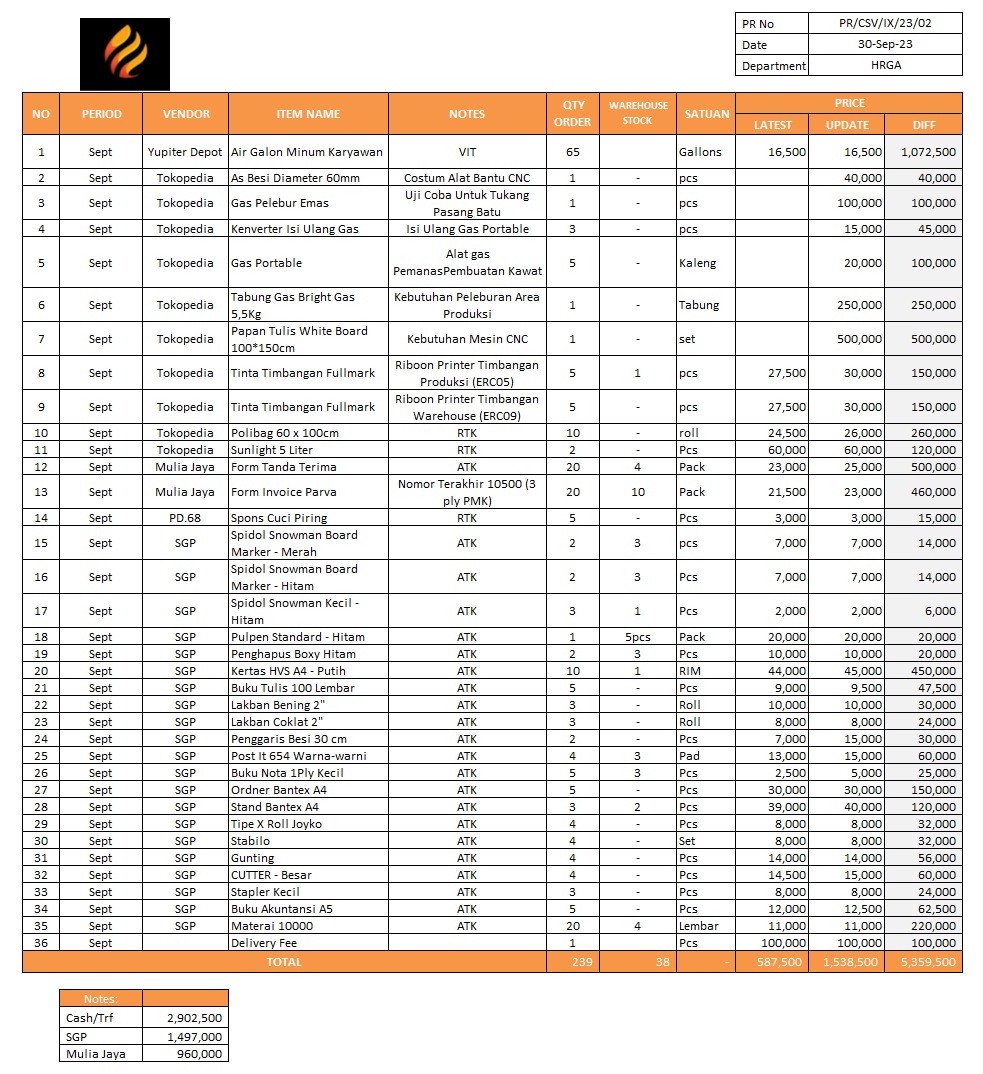 PR No PR/CSV/IX/23/02
Date 30-Sep-23
Department HRGA
NO PERIOD VENDOR ITEM NAME NOTES QTY ORDER WAREHOUSE STOCK SATUAN PRICE
LATEST UPDATE DIFF
1 Sept Yupiter Depot Air Galon Minum Karyawan VIT 65 Gallons 16,500 16,500 1,072,500
2 Sept Tokopedia As Besi Diameter 60mm Costum Alat Bantu CNC 1 - pcs 40,000 40,000
3 Sept Tokopedia Gas Pelebur Emas Uji Coba Untuk Tukang Pasang Batu 1 - pcs 100,000 100,000
4 Sept Tokopedia Kenverter Isi Ulang Gas Isi Ulang Gas Portable 3 - pcs 15,000 45,000
5 Sept Tokopedia Gas Portable Alat gas PemanasPembuatan Kawat 5 - Kaleng 20,000 100,000
6 Sept Tokopedia Tabung Gas Bright Gas 5,5Kg Kebutuhan Peleburan Area Produksi 1 - Tabung 250,000 250,000
7 Sept Tokopedia Papan Tulis White Board 100*150cm Kebutuhan Mesin CNC 1 - set 500,000 500,000
8 Sept Tokopedia Tinta Timbangan Fullmark Riboon Printer Timbangan Produksi (ERC05) 5 1 pcs 27,500 30,000 150,000
9 Sept Tokopedia Tinta Timbangan Fullmark Riboon Printer Timbangan Warehouse (ERC09) 5 - pcs 27,500 30,000 150,000
10 Sept Tokopedia Polibag 60 x 100cm RTK 10 - roll 24,500 26,000 260,000
11 Sept Tokopedia Sunlight 5 Liter RTK 2 - Pcs 60,000 60,000 120,000
12 Sept Mulia Jaya Form Tanda Terima ATK 20 4 Pack 23,000 25,000 500,000
13 Sept Mulia Jaya Form Invoice Parva Nomor Terakhir 10500 (3 ply PMK) 20 10 Pack 21,500 23,000 460,000
14 Sept PD.68 Spons Cuci Piring RTK 5 - Pcs 3,000 3,000 15,000
15 Sept SGP Spidol Snowman Board Marker - Merah ATK 2 3 pcs 7,000 7,000 14,000
16 Sept SGP Spidol Snowman Board Marker - Hitam ATK 2 3 Pcs 7,000 7,000 14,000
17 Sept SGP Spidol Snowman Kecil - Hitam ATK 3 1 Pcs 2,000 2,000 6,000
18 Sept SGP Pulpen Standard - Hitam ATK 1 5pcs Pack 20,000 20,000 20,000
19 Sept SGP Penghapus Boxy Hitam ATK 2 3 Pcs 10,000 10,000 20,000
20 Sept SGP Kertas HVS A4 - Putih ATK 10 1 RIM 44,000 45,000 450,000
21 Sept SGP Buku Tulis 100 Lembar ATK 5 - Pcs 9,000 9,500 47,500
22 Sept SGP Lakban Bening 2" ATK 3 - Roll 10,000 10,000 30,000
23 Sept SGP Lakban Coklat 2" ATK 3 - Roll 8,000 8,000 24,000
24 Sept SGP Penggaris Besi 30 cm ATK 2 - Pcs 7,000 15,000 30,000
25 Sept SGP Post It 654 Warna-warni ATK 4 3 Pad 13,000 15,000 60,000
26 Sept SGP Buku Nota 1Ply Kecil ATK 5 3 Pcs 2,500 5,000 25,000
27 Sept SGP Ordner Bantex A4 ATK 5 - Pcs 30,000 30,000 150,000
28 Sept SGP Stand Bantex A4 ATK 3 2 Pcs 39,000 40,000 120,000
29 Sept SGP Tipe X Roll Joyko ATK 4 - Pcs 8,000 8,000 32,000
30 Sept SGP Stabilo ATK 4 - Set 8,000 8,000 32,000
31 Sept SGP Gunting ATK 4 - Pcs 14,000 14,000 56,000
32 Sept SGP CUTTER - Besar ATK 4 - Pcs 14,500 15,000 60,000
33 Sept SGP Stapler Kecil ATK 3 - Pcs 8,000 8,000 24,000
34 Sept SGP Buku Akuntansi A5 ATK 5 - Pcs 12,000 12,500 62,500
35 Sept SGP Materai 10000 ATK 20 4 Lembar 11,000 11,000 220,000
36 Sept Delivery Fee 1 Pcs 100,000 100,000 100,000
TOTAL 239 38 - 587,500 1,538,500 5,359,500
Notes:
Cash/Trf 2,902,500
SGP 1,497,000
Mulia Jaya 960,000